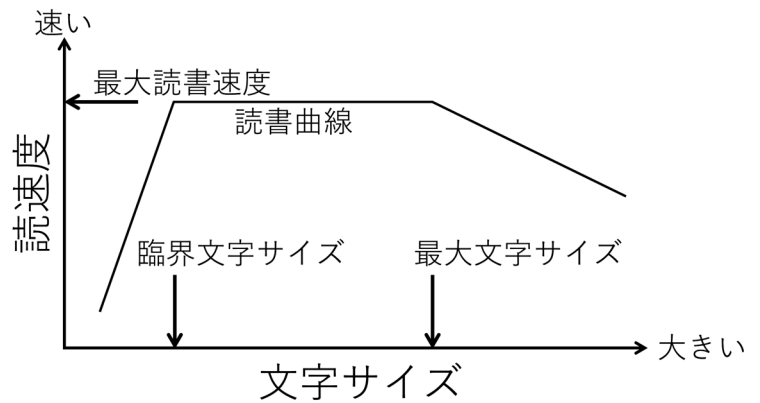 速い
最大読書速度
読書曲線
読速度
臨界文字サイズ
最大文字サイズ
大きい
文字サイズ